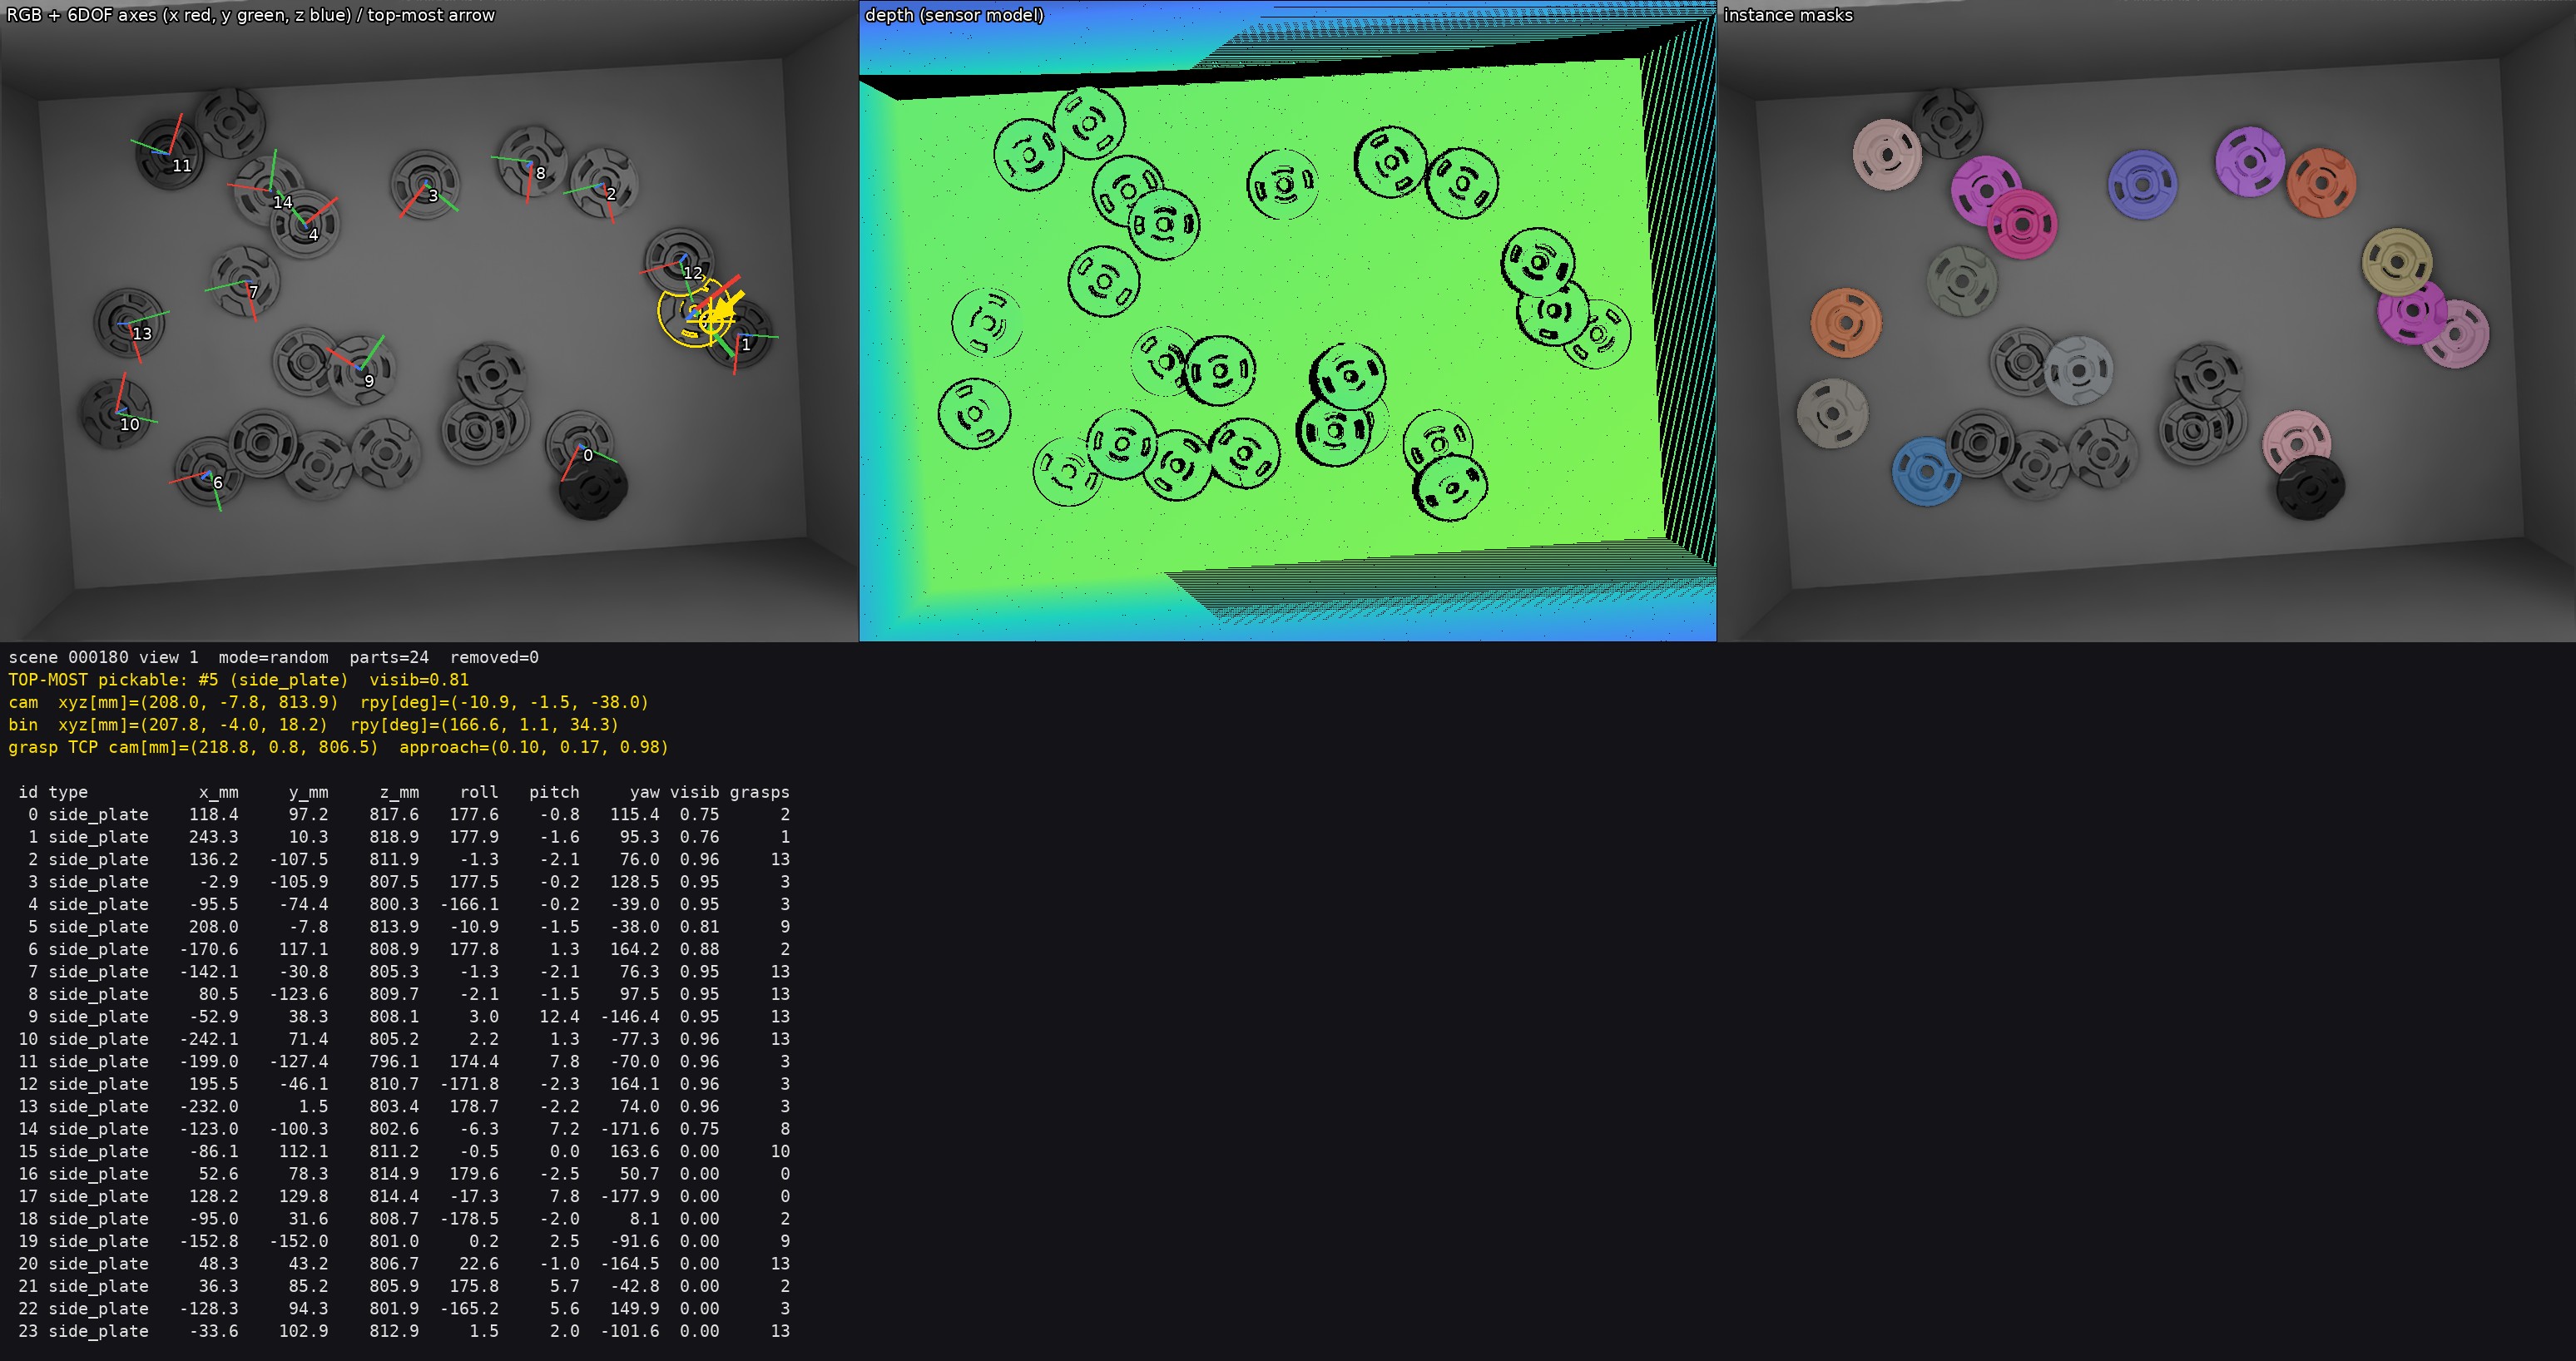 RGB + 6DOF axes (x red, y green, z blue) / top-most arrow
depth (sensor model)
instance masks
11
14
4
3
8
2
12
7
13
1
9
10
0
6
scene 000180 view 1  mode=random  parts=24  removed=0
TOP-MOST pickable: #5 (side_plate)  visib=0.81
cam  xyz[mm]=(208.0, -7.8, 813.9)  rpy[deg]=(-10.9, -1.5, -38.0)
bin  xyz[mm]=(207.8, -4.0, 18.2)  rpy[deg]=(166.6, 1.1, 34.3)
grasp TCP cam[mm]=(218.8, 0.8, 806.5)  approach=(0.10, 0.17, 0.98)
id type x_mm y_mm z_mm roll pitch yaw visib grasps
0 side_plate 118.4 97.2 817.6 177.6 -0.8 115.4 0.75 2
1 side_plate 243.3 10.3 818.9 177.9 -1.6 95.3 0.76 1
2 side_plate 136.2 -107.5 811.9 -1.3 -2.1 76.0 0.96 13
3 side_plate -2.9 -105.9 807.5 177.5 -0.2 128.5 0.95 3
4 side_plate -95.5 -74.4 800.3 -166.1 -0.2 -39.0 0.95 3
5 side_plate 208.0 -7.8 813.9 -10.9 -1.5 -38.0 0.81 9
6 side_plate -170.6 117.1 808.9 177.8 1.3 164.2 0.88 2
7 side_plate -142.1 -30.8 805.3 -1.3 -2.1 76.3 0.95 13
8 side_plate 80.5 -123.6 809.7 -2.1 -1.5 97.5 0.95 13
9 side_plate -52.9 38.3 808.1 3.0 12.4 -146.4 0.95 13
10 side_plate -242.1 71.4 805.2 2.2 1.3 -77.3 0.96 13
11 side_plate -199.0 -127.4 796.1 174.4 7.8 -70.0 0.96 3
12 side_plate 195.5 -46.1 810.7 -171.8 -2.3 164.1 0.96 3
13 side_plate -232.0 1.5 803.4 178.7 -2.2 74.0 0.96 3
14 side_plate -123.0 -100.3 802.6 -6.3 7.2 -171.6 0.75 8
15 side_plate -86.1 112.1 811.2 -0.5 0.0 163.6 0.00 10
16 side_plate 52.6 78.3 814.9 179.6 -2.5 50.7 0.00 0
17 side_plate 128.2 129.8 814.4 -17.3 7.8 -177.9 0.00 0
18 side_plate -95.0 31.6 808.7 -178.5 -2.0 8.1 0.00 2
19 side_plate -152.8 -152.0 801.0 0.2 2.5 -91.6 0.00 9
20 side_plate 48.3 43.2 806.7 22.6 -1.0 -164.5 0.00 13
21 side_plate 36.3 85.2 805.9 175.8 5.7 -42.8 0.00 2
22 side_plate -128.3 94.3 801.9 -165.2 5.6 149.9 0.00 3
23 side_plate -33.6 102.9 812.9 1.5 2.0 -101.6 0.00 13